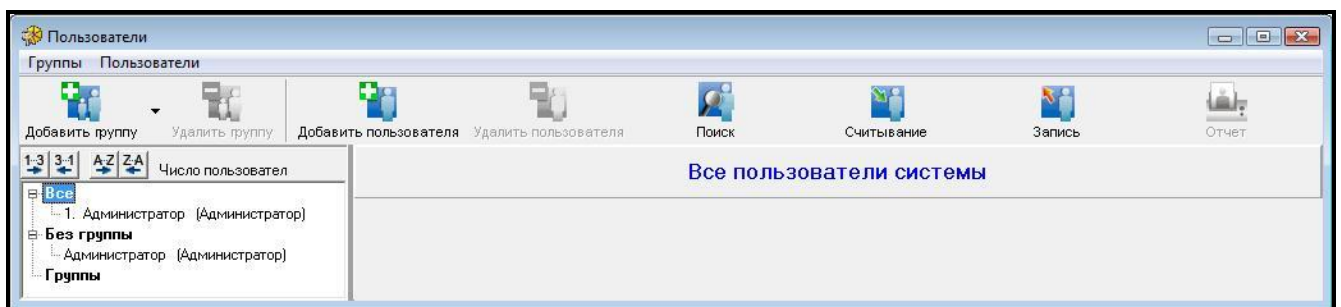 Пользователи
Группы Пользователи
Добавить группу Удалить группу Добавить пользователя Удалить пользователя Поиск Считывание Запись Отчет
1-3 3-1 A-Z Z-A Число пользовател
Все пользователи системы
Все
1. Администратор (Администратор)
Без группы
Администратор (Администратор)
Группы